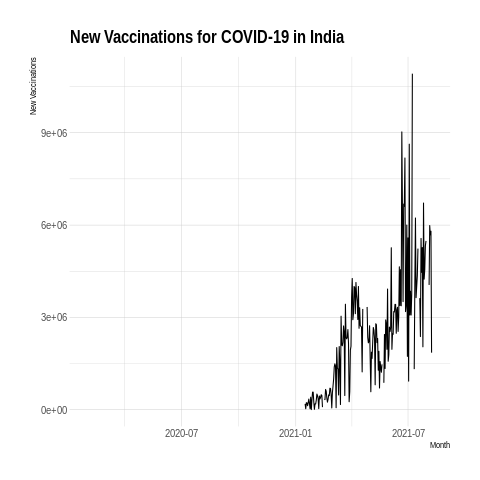 New Vaccinations for COVID-19 in India
New Vaccinations
9e+06
6e+06
3e+06
0e+00
2020-07
2021-01
2021-07
Month